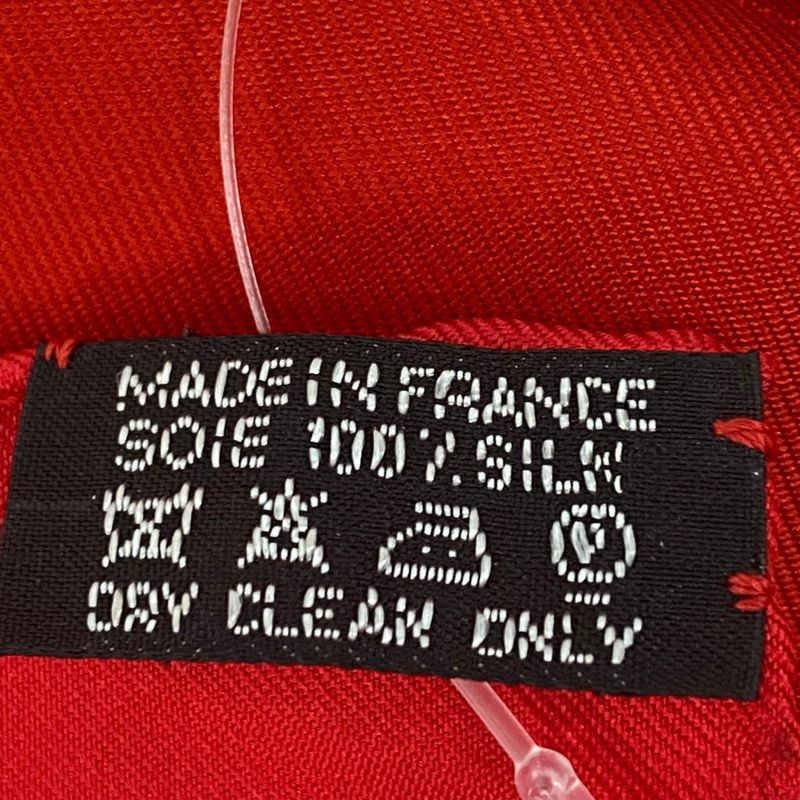 MADE IN FRANCE
SOIE 100% SILK
P
DRY CLEAN ONLY